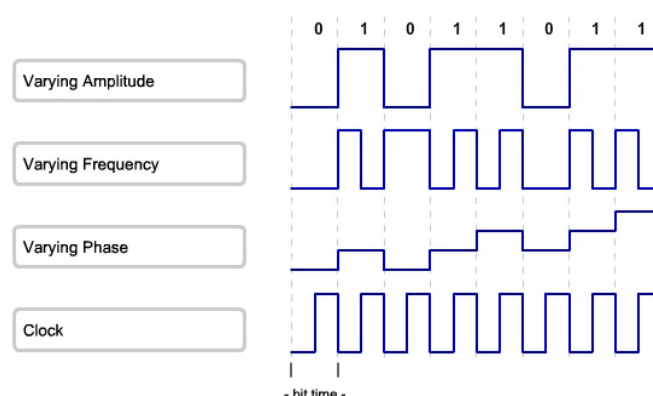 0 1 0 1 1 0 1 1
Varying Amplitude
Varying Frequency
Varying Phase
Clock
- bit time -